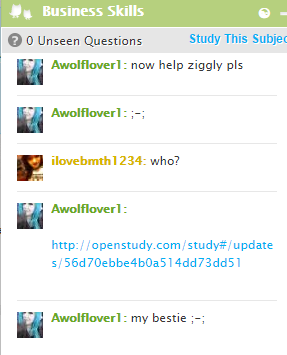 Business Skills
? 0 Unseen Questions Study This Subjec
Awolflover1: now help ziggly pls
Awolflover1: ;-;
ilovebmth1234: who?
Awolflover1:
http://openstudy.com/study#/update
s/56d70ebbe4b0a514dd73dd51
Awolflover1: my bestie ;-;